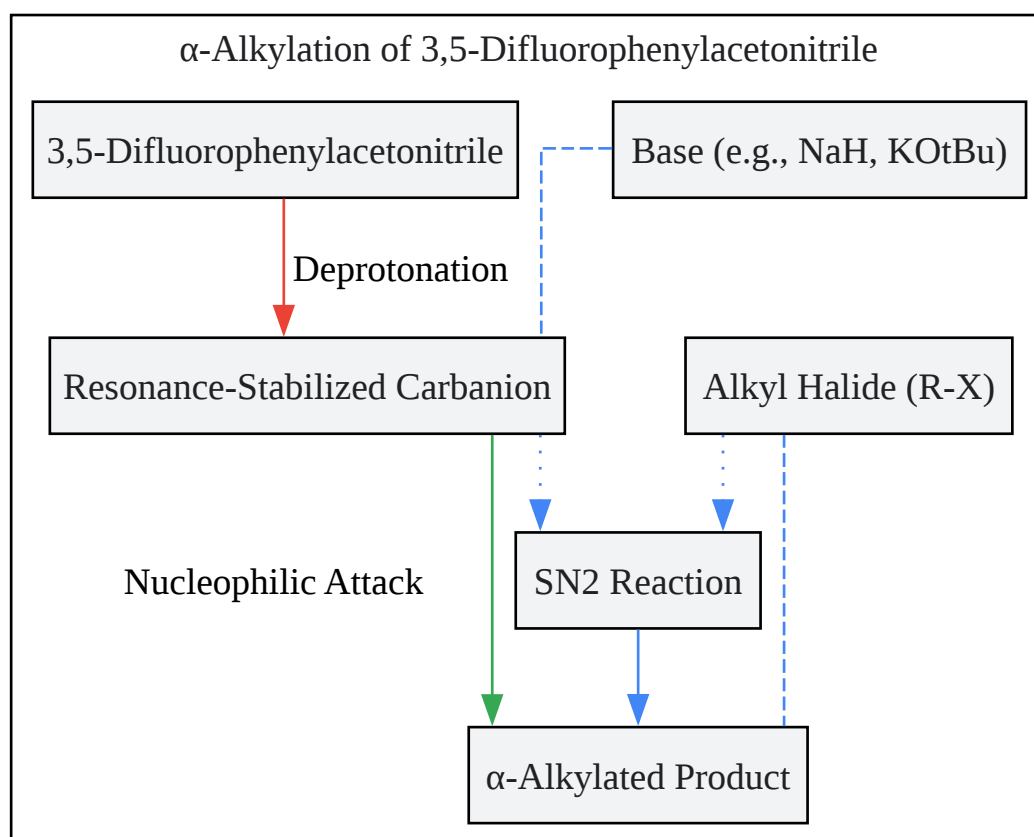 α-Alkylation of 3,5-Difluorophenylacetonitrile
3,5-Difluorophenylacetonitrile
Base (e.g., NaH, KOtBu)
Deprotonation
Resonance-Stabilized Carbanion
Alkyl Halide (R-X)
Nucleophilic Attack
SN2 Reaction
α-Alkylated Product